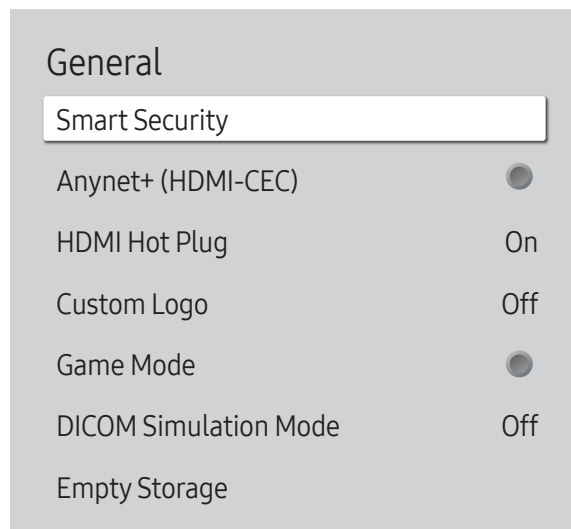 General
Smart Security
Anynet+ (HDMI-CEC)
HDMI Hot Plug On
Custom Logo Off
Game Mode
DICOM Simulation Mode Off
Empty Storage